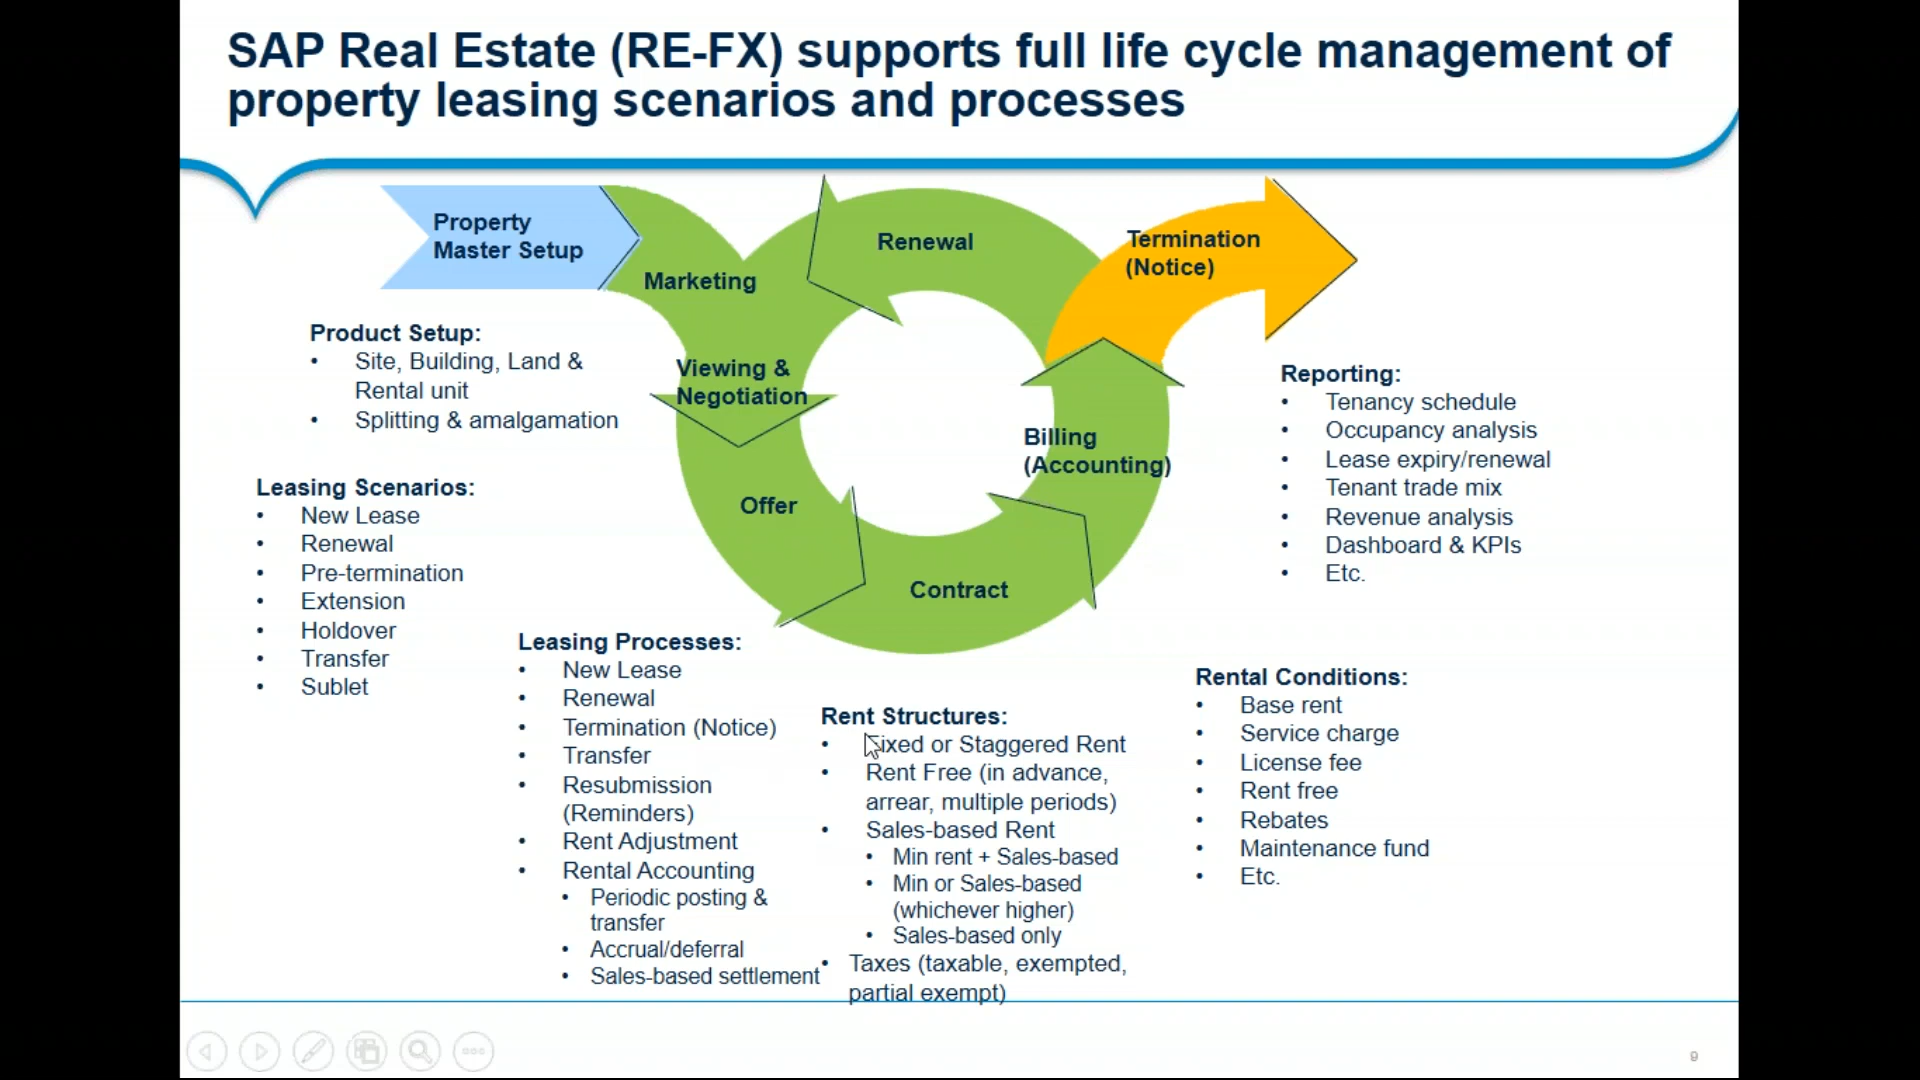 SAP Real Estate (RE-FX) supports full life cycle management of
property leasing scenarios and processes
Property
Master Setup
Marketing
Renewal
Termination
(Notice)
Viewing &
Negotiation
Offer
Contract
Billing
(Accounting)
Product Setup:
• Site, Building, Land &
Rental unit
• Splitting & amalgamation
Leasing Scenarios:
• New Lease
• Renewal
• Pre-termination
• Extension
• Holdover
• Transfer
• Sublet
Leasing Processes:
• New Lease
• Renewal
• Termination (Notice)
• Transfer
• Resubmission
(Reminders)
• Rent Adjustment
• Rental Accounting
• Periodic posting &
transfer
• Accrual/deferral
• Sales-based settlement
Rent Structures:
• Fixed or Staggered Rent
• Rent Free (in advance,
arrear, multiple periods)
• Sales-based Rent
• Min rent + Sales-based
• Min or Sales-based
(whichever higher)
• Sales-based only
• Taxes (taxable, exempted,
partial exempt)
Reporting:
• Tenancy schedule
• Occupancy analysis
• Lease expiry/renewal
• Tenant trade mix
• Revenue analysis
• Dashboard & KPIs
• Etc.
Rental Conditions:
• Base rent
• Service charge
• License fee
• Rent free
• Rebates
• Maintenance fund
• Etc.
9